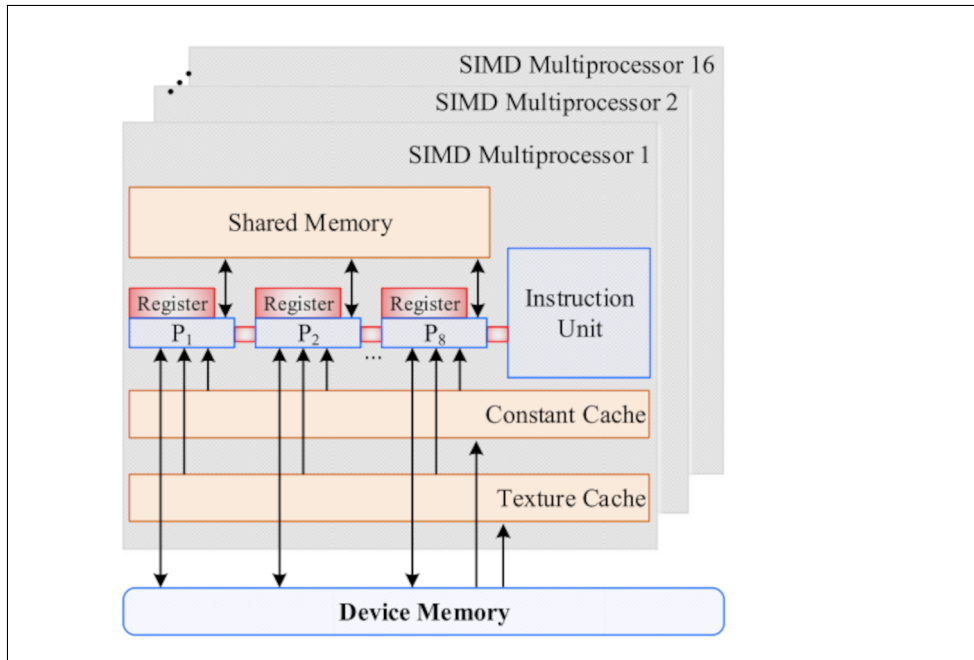 SIMD Multiprocessor 16
SIMD Multiprocessor 2
SIMD Multiprocessor 1
Shared Memory
Register
Register
Register
P₁
P₂
...
P₈
Instruction
Unit
Constant Cache
Texture Cache
Device Memory